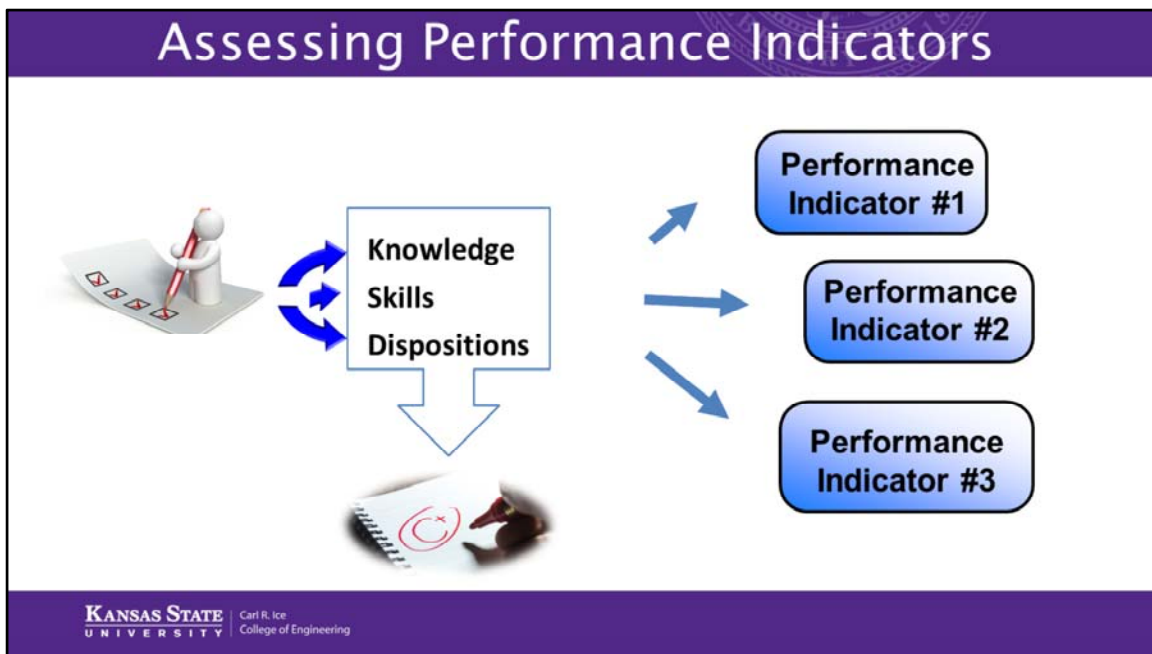 Assessing Performance Indicators
Knowledge
Skills
Dispositions
Performance
Indicator #1
Performance
Indicator #2
Performance
Indicator #3
C+
KANSAS STATE
UNIVERSITY
Carl R. Ice
College of Engineering